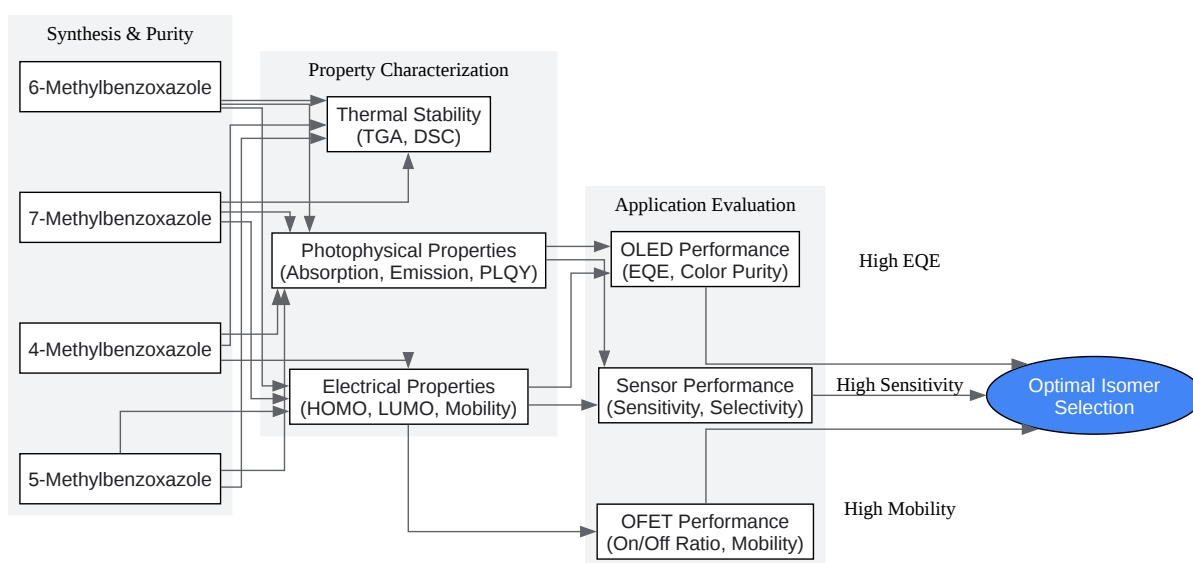 Synthesis & Purity
6-Methylbenzoxazole
7-Methylbenzoxazole
4-Methylbenzoxazole
5-Methylbenzoxazole
Property Characterization
Thermal Stability
(TGA, DSC)
Photophysical Properties
(Absorption, Emission, PLQY)
Electrical Properties
(HOMO, LUMO, Mobility)
Application Evaluation
OLED Performance
(EQE, Color Purity)
Sensor Performance
(Sensitivity, Selectivity)
OFET Performance
(On/Off Ratio, Mobility)
High EQE
High Sensitivity
High Mobility
Optimal Isomer
Selection